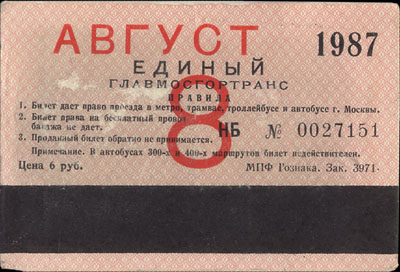 АВГУСТ 1987
ЕДИНЫЙ
ГЛАВМОСГОРТРАНС
ПРАВИЛА
1. Билет дает право проезда в метро, трамвае, троллейбусе и автобусе г. Москвы.
2. Билет права на бесплатный провоз
багажа не дает.
8
НБ № 0027151
3. Проданный билет обратно не принимается.
Примечание. В автобусах 300-х и 400-х маршрутов билет недействителен.
Цена 6 руб. МПФ Гознака. Зак. 3971.